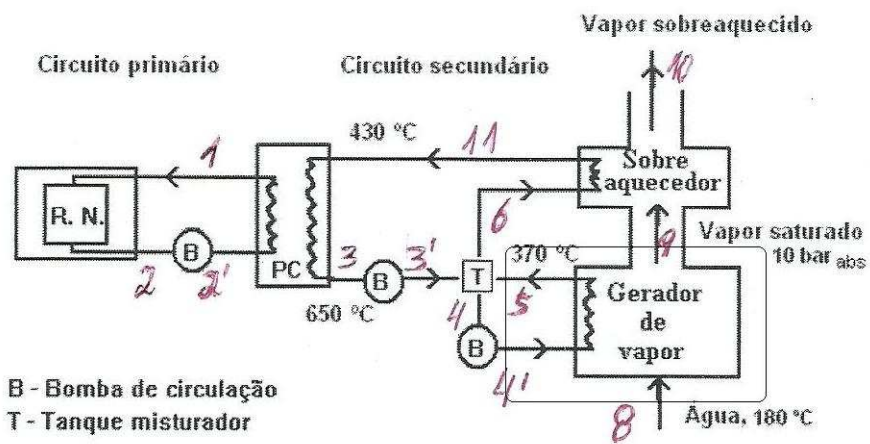 Vapor sobreaquecido
10
Circuito primário
Circuito secundário
430 °C
11
1
Sobre
aquecedor
R. N.
6
9
Vapor saturado
10 bar abs
B
PC
3
B
3'
T
370 °C
5
2
2'
650 °C
4
Gerador
de
vapor
B
4'
B - Bomba de circulação
T - Tanque misturador
8
Água, 180 °C